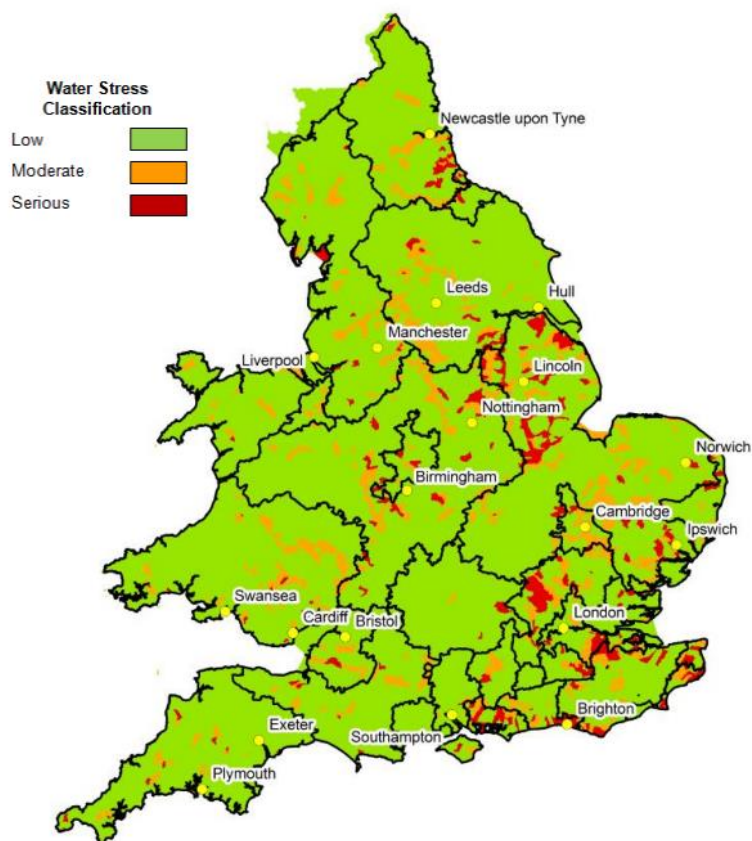 Water Stress
Classification
Low
Moderate
Serious
Newcastle upon Tyne
Leeds
Hull
Manchester
Liverpool
Lincoln
Nottingham
Norwich
Birmingham
Cambridge
Ipswich
Swansea
Cardiff
Bristol
London
Brighton
Southampton
Exeter
Plymouth